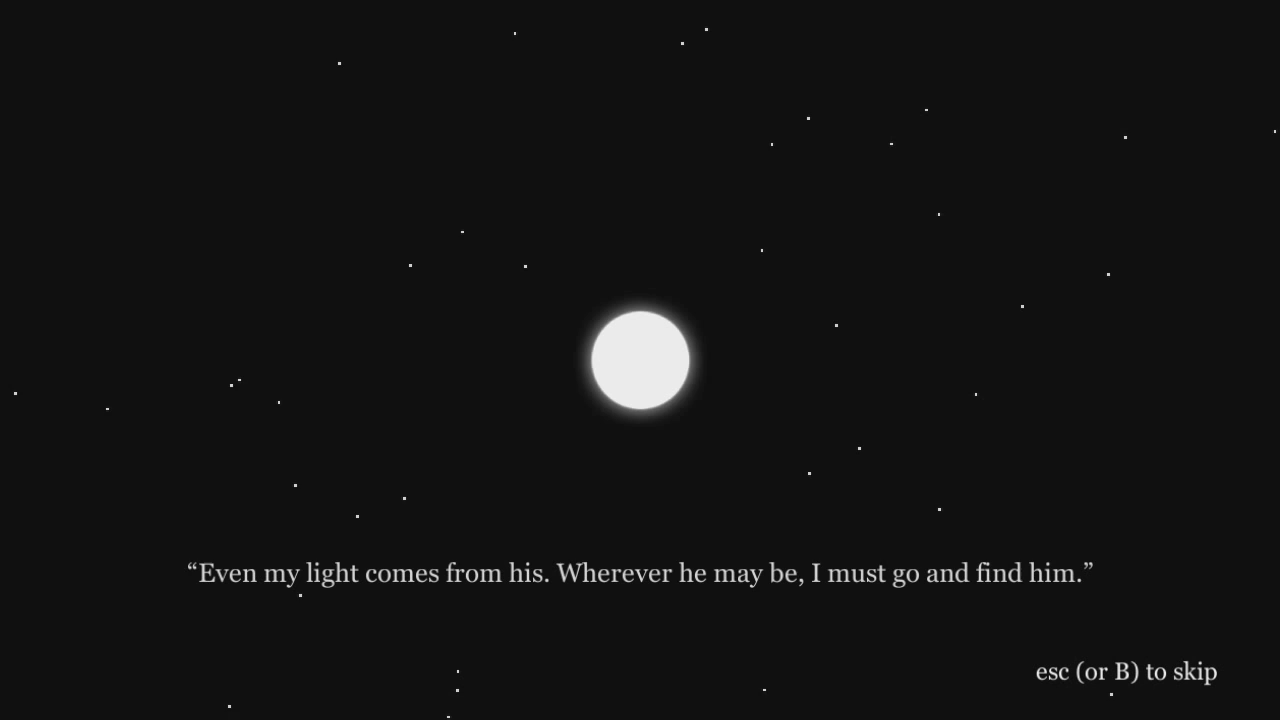 “Even my light comes from his. Wherever he may be, I must go and find him.”
esc (or B) to skip